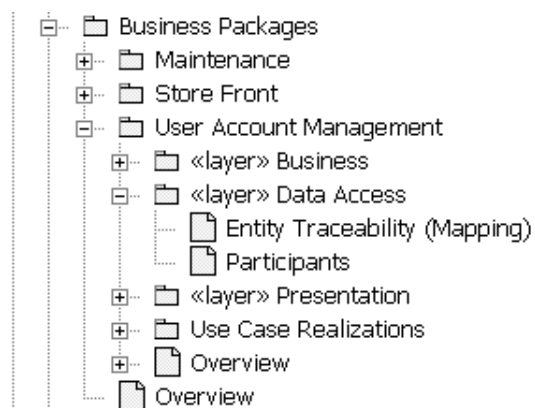 Business Packages
Maintenance
Store Front
User Account Management
«layer» Business
«layer» Data Access
Entity Traceability (Mapping)
Participants
«layer» Presentation
Use Case Realizations
Overview
Overview